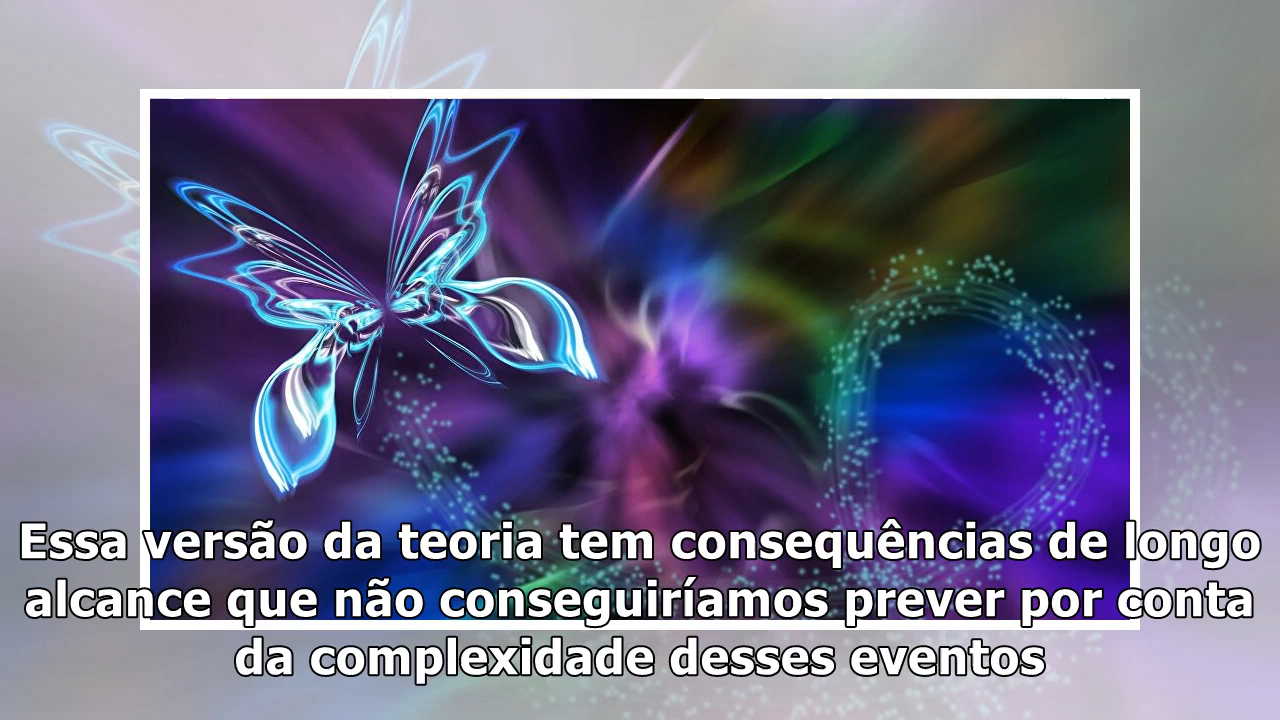 Essa versão da teoria tem consequências de longo
alcance que não conseguiríamos prever por conta
da complexidade desses eventos